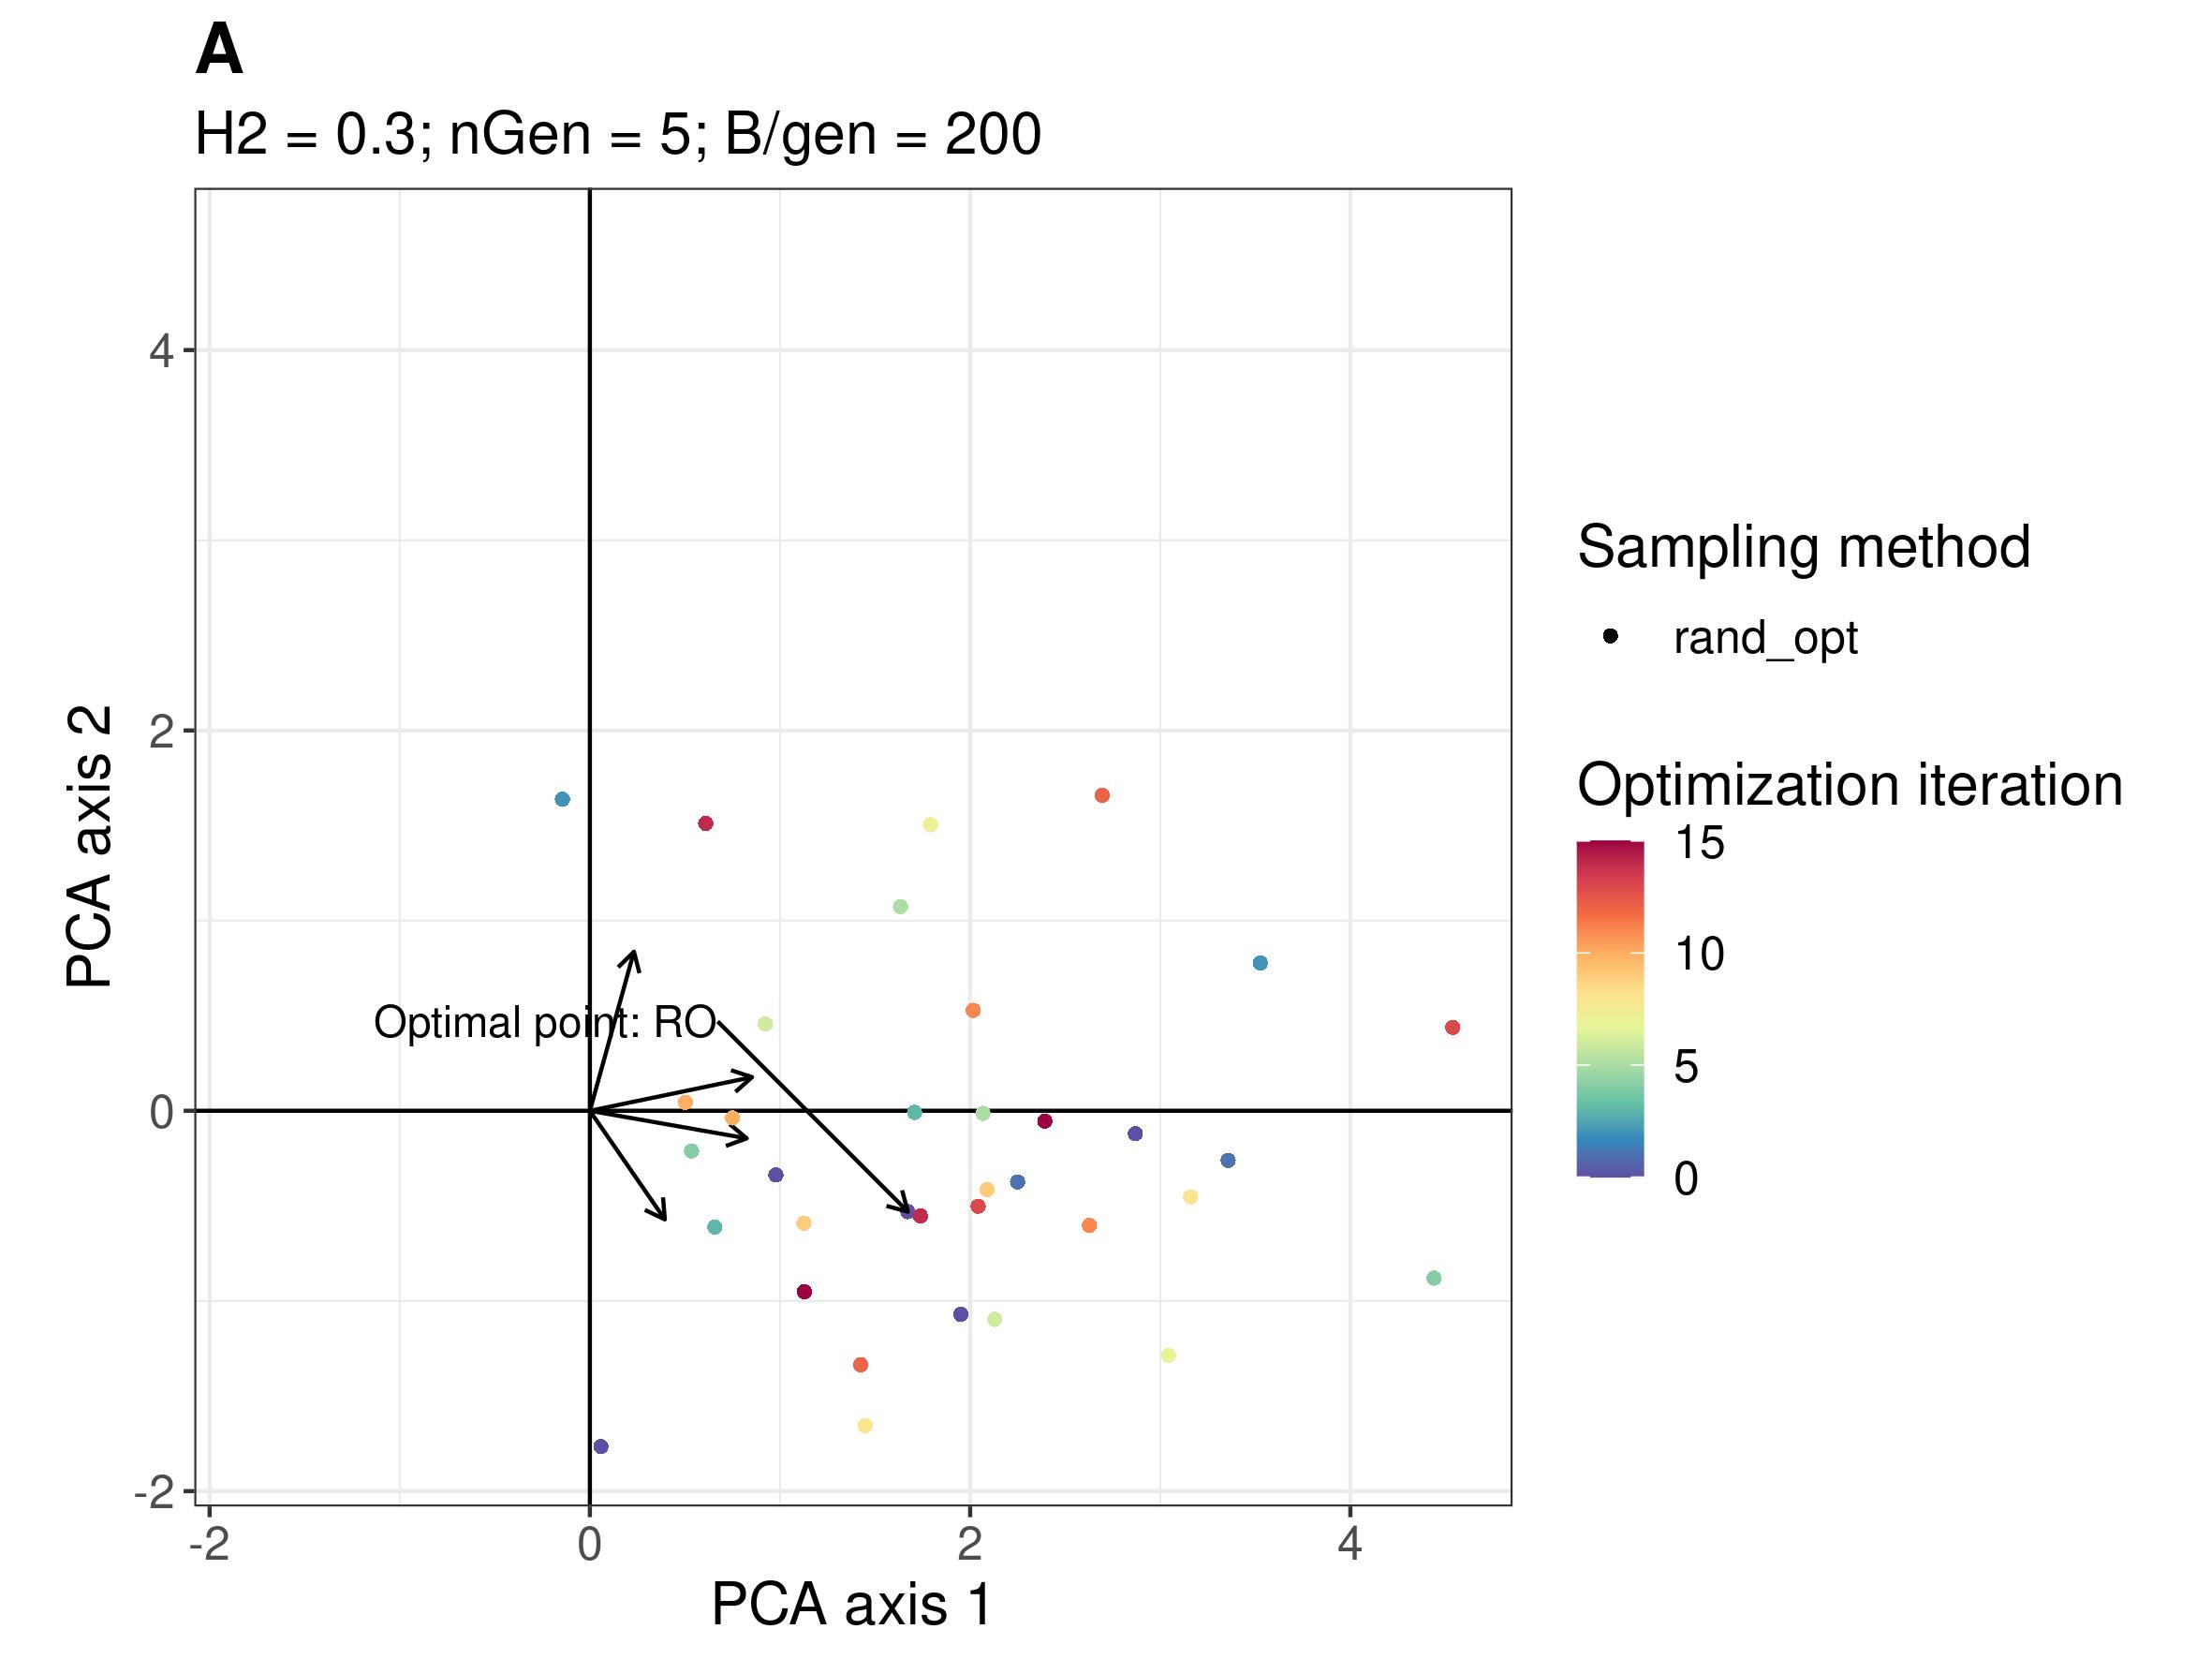 A
H2 = 0.3; nGen = 5; B/gen = 200
4
2
0
-2
PCA axis 2
Optimal point: RO
-2
0
2
4
PCA axis 1
Sampling method
rand_opt
Optimization iteration
15
10
5
0